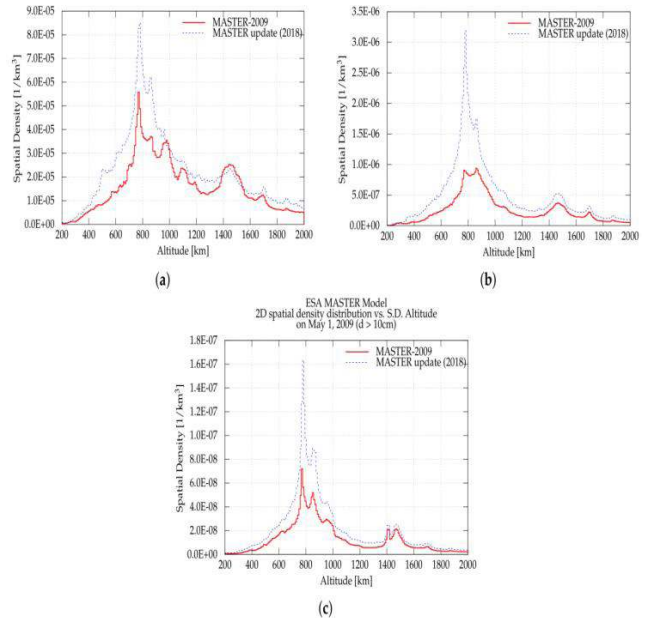 9.0E-05
8.0E-05
7.0E-05
6.0E-05
5.0E-05
4.0E-05
3.0E-05
2.0E-05
1.0E-05
0.0E+00
Spatial Density [1/km³]
MASTER-2009
MASTER update (2018)
200 400 600 800 1000 1200 1400 1600 1800 2000
Altitude [km]
(a)
3.5E-06
3.0E-06
2.5E-06
2.0E-06
1.5E-06
1.0E-06
5.0E-07
0.0E+00
Spatial Density [1/km³]
MASTER-2009
MASTER update (2018)
200 400 600 800 1000 1200 1400 1600 1800 2000
Altitude [km]
(b)
ESA MASTER Model
2D spatial density distribution vs. S.D. Altitude
on May 1, 2009 (d > 10cm)
1.8E-07
1.6E-07
1.4E-07
1.2E-07
1.0E-07
8.0E-08
6.0E-08
4.0E-08
2.0E-08
0.0E+00
Spatial Density [1/km³]
MASTER-2009
MASTER update (2018)
200 400 600 800 1000 1200 1400 1600 1800 2000
Altitude [km]
(c)